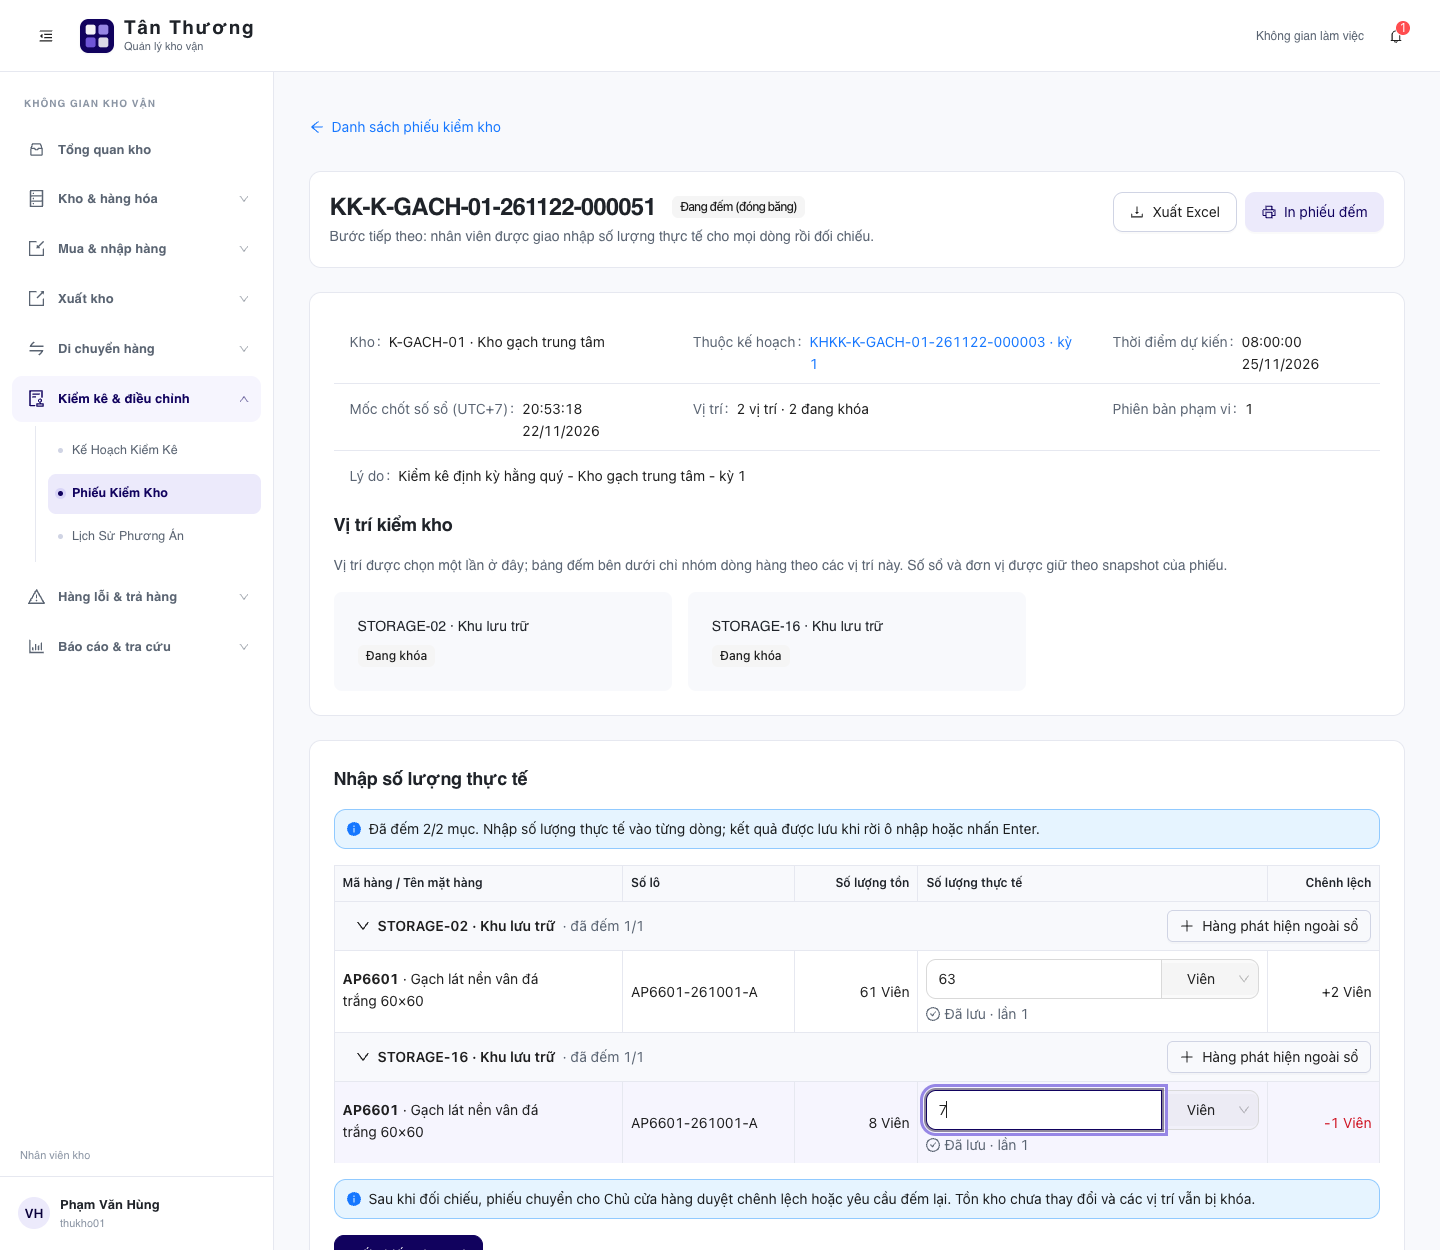 Tân Thương
Quản lý kho vận
Không gian làm việc
1
KHÔNG GIAN KHO VẬN
Tổng quan kho
Kho & hàng hóa
Mua & nhập hàng
Xuất kho
Di chuyển hàng
Kiểm kê & điều chỉnh
Kế Hoạch Kiểm Kê
Phiếu Kiểm Kho
Lịch Sử Phương Án
Hàng lỗi & trả hàng
Báo cáo & tra cứu
Nhân viên kho
VH
Phạm Văn Hùng
thukho01
Danh sách phiếu kiểm kho
KK-K-GACH-01-261122-000051 Đang đếm (đóng băng)
Bước tiếp theo: nhân viên được giao nhập số lượng thực tế cho mọi dòng rồi đối chiếu.
Xuất Excel
In phiếu đếm
Kho : K-GACH-01 · Kho gạch trung tâm
Thuộc kế hoạch : KHKK-K-GACH-01-261122-000003 · kỳ
1
Thời điểm dự kiến : 08:00:00
25/11/2026
Mốc chốt sổ số (UTC+7) : 20:53:18
22/11/2026
Vị trí : 2 vị trí · 2 đang khóa
Phiên bản phạm vi : 1
Lý do : Kiểm kê định kỳ hằng quý - Kho gạch trung tâm - kỳ 1
Vị trí kiểm kho
Vị trí được chọn một lần ở đây; bảng đếm bên dưới chỉ nhóm dòng hàng theo các vị trí này. Số sổ và đơn vị được giữ theo snapshot của phiếu.
STORAGE-02 · Khu lưu trữ
Đang khóa
STORAGE-16 · Khu lưu trữ
Đang khóa
Nhập số lượng thực tế
Đã đếm 2/2 mục. Nhập số lượng thực tế vào từng dòng; kết quả được lưu khi rời ô nhập hoặc nhấn Enter.
Mã hàng / Tên mặt hàng Số lô Số lượng tồn Số lượng thực tế Chênh lệch
STORAGE-02 · Khu lưu trữ · đã đếm 1/1 Hàng phát hiện ngoài sổ
AP6601 · Gạch lát nền vân đá
trắng 60×60
AP6601-261001-A
61 Viên
63 Viên
Đã lưu · lần 1
+2 Viên
STORAGE-16 · Khu lưu trữ · đã đếm 1/1 Hàng phát hiện ngoài sổ
AP6601 · Gạch lát nền vân đá
trắng 60×60
AP6601-261001-A
8 Viên
7 Viên
Đã lưu · lần 1
-1 Viên
Sau khi đối chiếu, phiếu chuyển cho Chủ cửa hàng duyệt chênh lệch hoặc yêu cầu đếm lại. Tồn kho chưa thay đổi và các vị trí vẫn bị khóa.